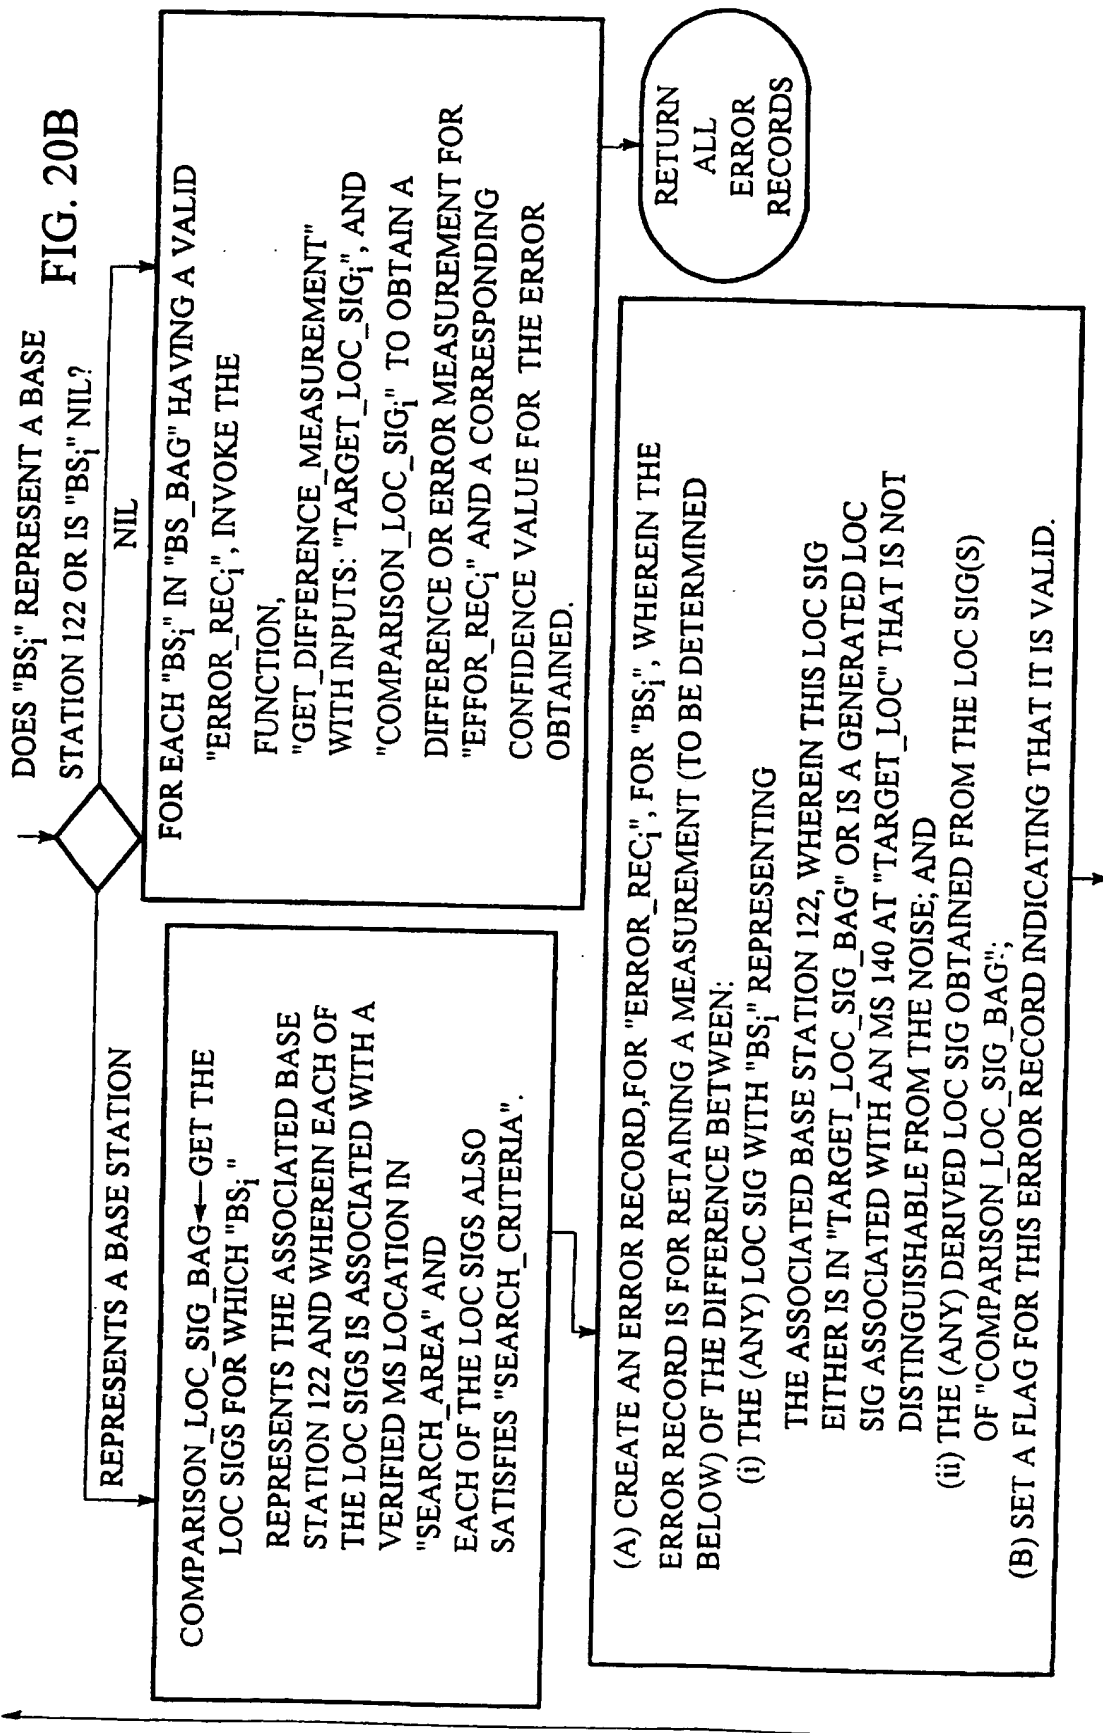 DOES "BSi" REPRESENT A BASE
STATION 122 OR IS "BSi" NIL?
FIG. 20B
REPRESENTS A BASE STATION
NIL
COMPARISON_LOC_SIG_BAG←GET THE
LOC SIGS FOR WHICH "BSi"
REPRESENTS THE ASSOCIATED BASE
STATION 122 AND WHEREIN EACH OF
THE LOC SIGS IS ASSOCIATED WITH A
VERIFIED MS LOCATION IN
"SEARCH_AREA" AND
EACH OF THE LOC SIGS ALSO
SATISFIES "SEARCH_CRITERIA".
FOR EACH "BSi" IN "BS_BAG" HAVING A VALID
"ERROR_RECi", INVOKE THE
FUNCTION,
"GET_DIFFERENCE_MEASUREMENT"
WITH INPUTS: "TARGET_LOC_SIGi", AND
"COMPARISON_LOC_SIGi" TO OBTAIN A
DIFFERENCE OR ERROR MEASUREMENT FOR
"EFFOR_RECi" AND A CORRESPONDING
CONFIDENCE VALUE FOR THE ERROR
OBTAINED.
RETURN
ALL
ERROR
RECORDS
(A) CREATE AN ERROR RECORD,FOR "ERROR_RECi", FOR "BSi", WHEREIN THE
ERROR RECORD IS FOR RETAINING A MEASUREMENT (TO BE DETERMINED
BELOW) OF THE DIFFERENCE BETWEEN:
(i) THE (ANY) LOC SIG WITH "BSi" REPRESENTING
THE ASSOCIATED BASE STATION 122, WHEREIN THIS LOC SIG
EITHER IS IN "TARGET_LOC_SIG_BAG" OR IS A GENERATED LOC
SIG ASSOCIATED WITH AN MS 140 AT "TARGET_LOC" THAT IS NOT
DISTINGUISHABLE FROM THE NOISE; AND
(ii) THE (ANY) DERIVED LOC SIG OBTAINED FROM THE LOC SIG(S)
OF "COMPARISON_LOC_SIG_BAG";
(B) SET A FLAG FOR THIS ERROR RECORD INDICATING THAT IT IS VALID.